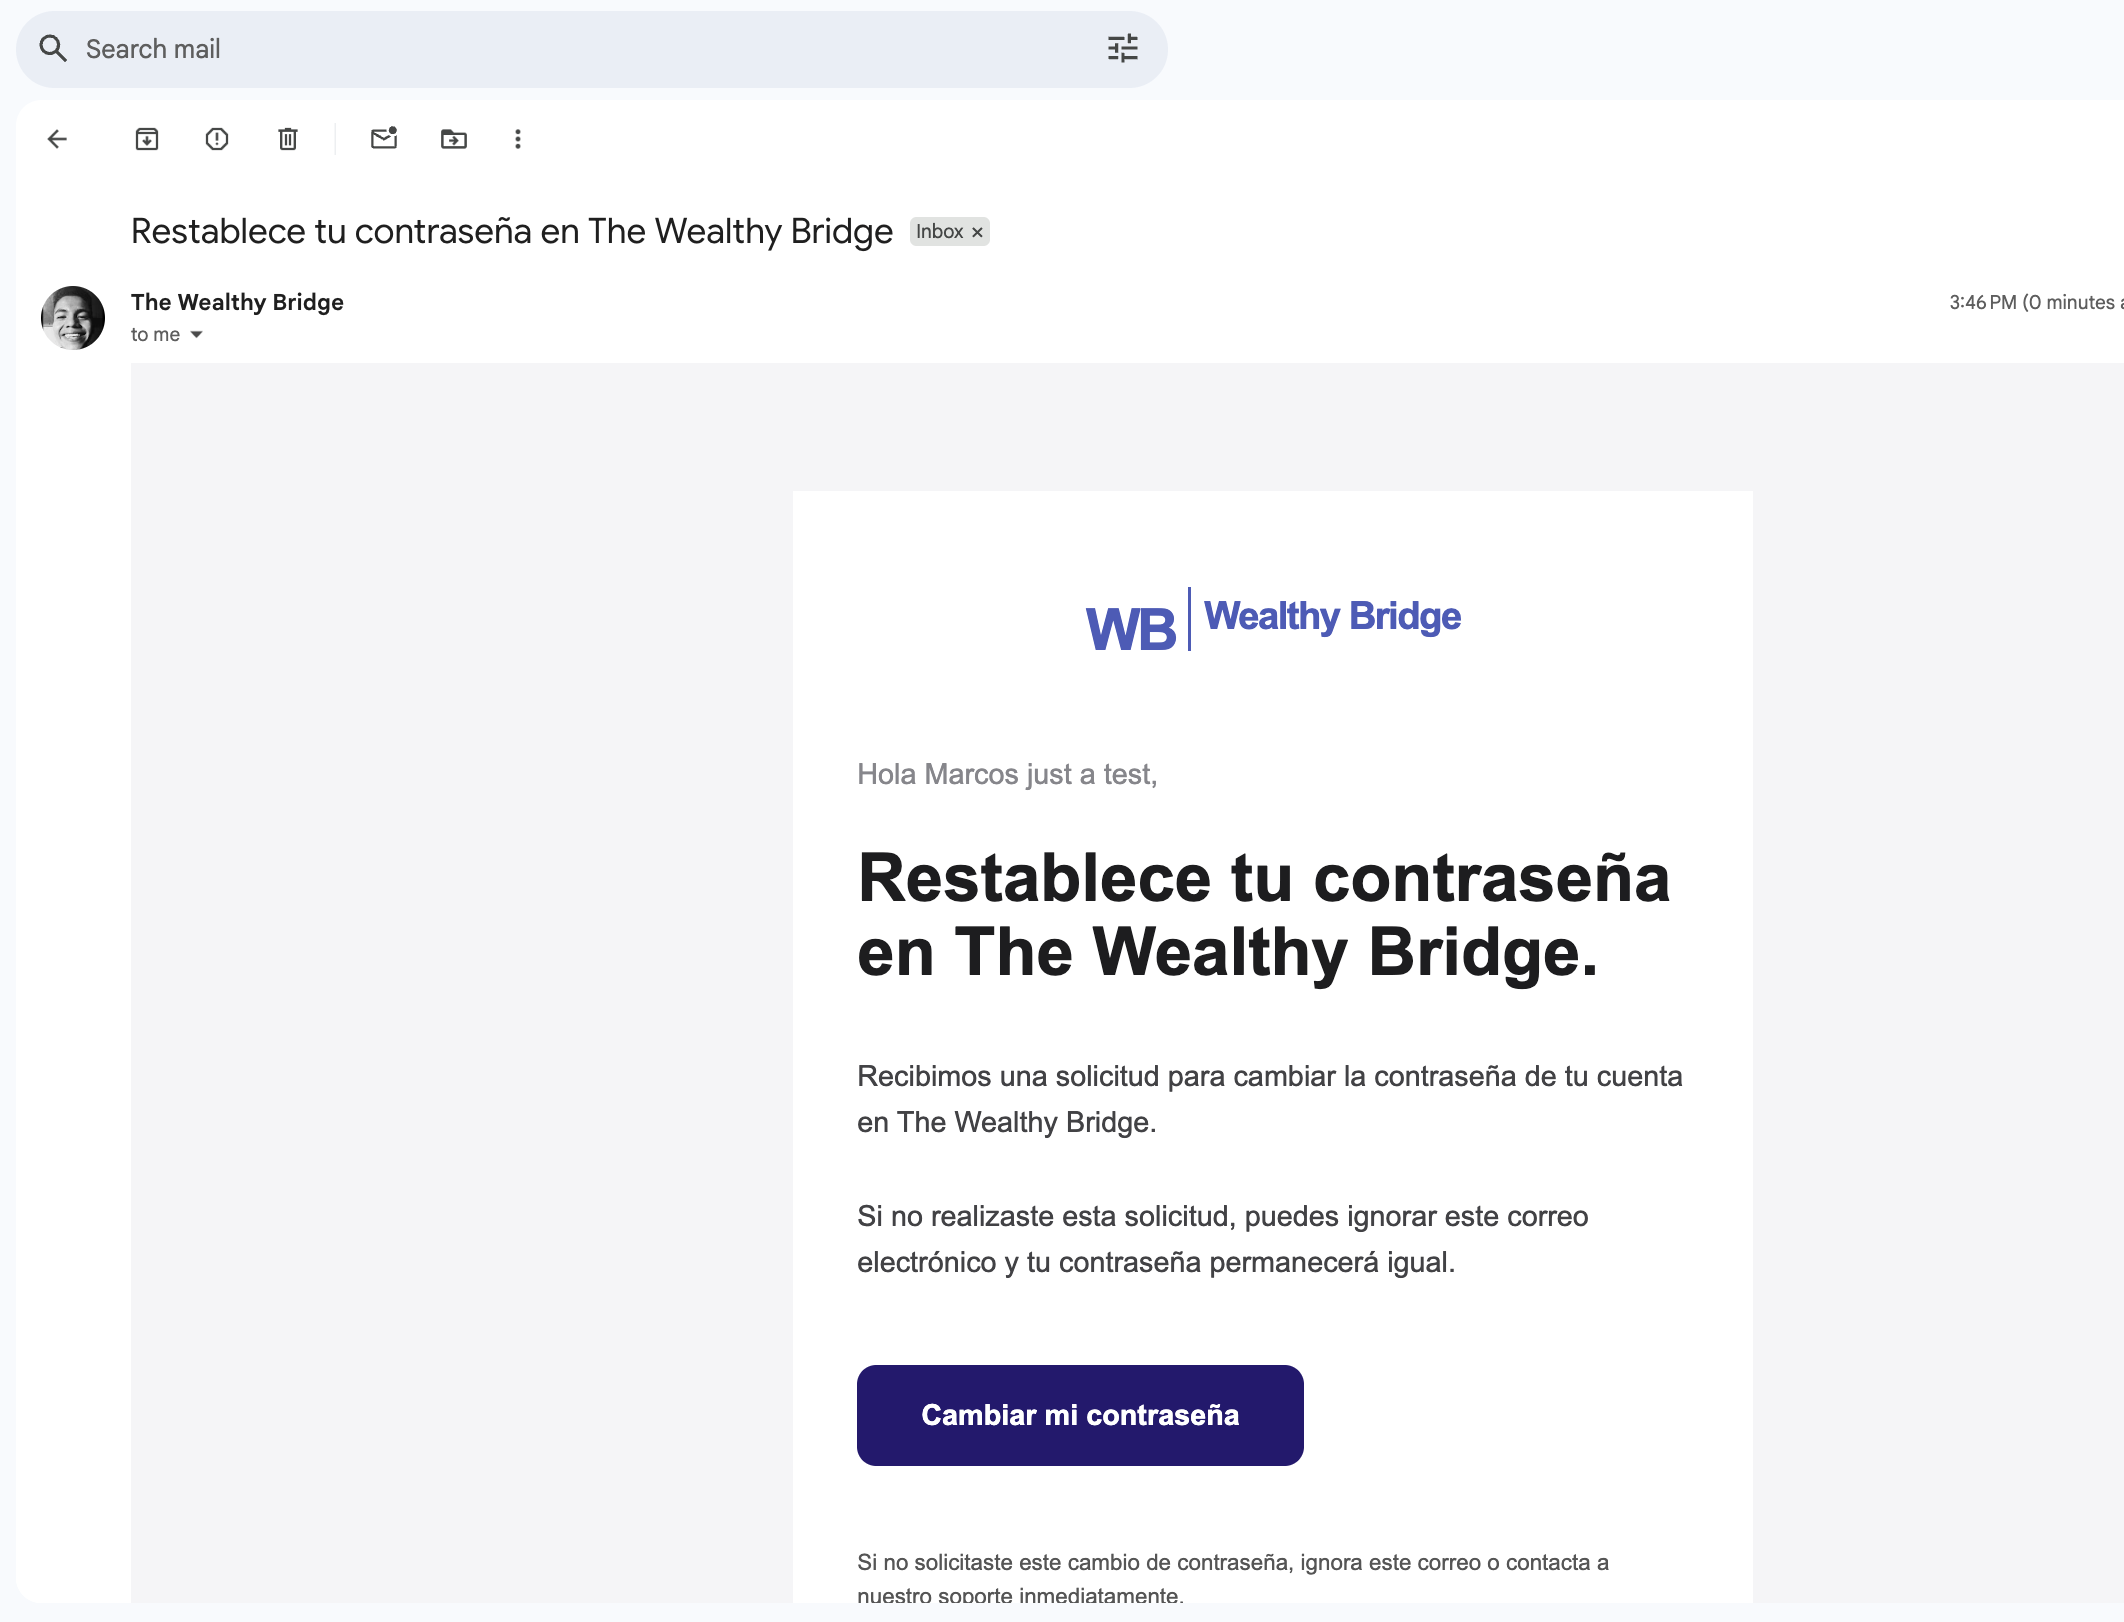 Search mail
Restablece tu contraseña en The Wealthy Bridge Inbox ×
The Wealthy Bridge
3:46 PM (0 minutes
to me
WB | Wealthy Bridge
Hola Marcos just a test,
Restablece tu contraseña
en The Wealthy Bridge.
Recibimos una solicitud para cambiar la contraseña de tu cuenta
en The Wealthy Bridge.
Si no realizaste esta solicitud, puedes ignorar este correo
electrónico y tu contraseña permanecerá igual.
Cambiar mi contraseña
Si no solicitaste este cambio de contraseña, ignora este correo o contacta a
nuestro soporte inmediatamente.